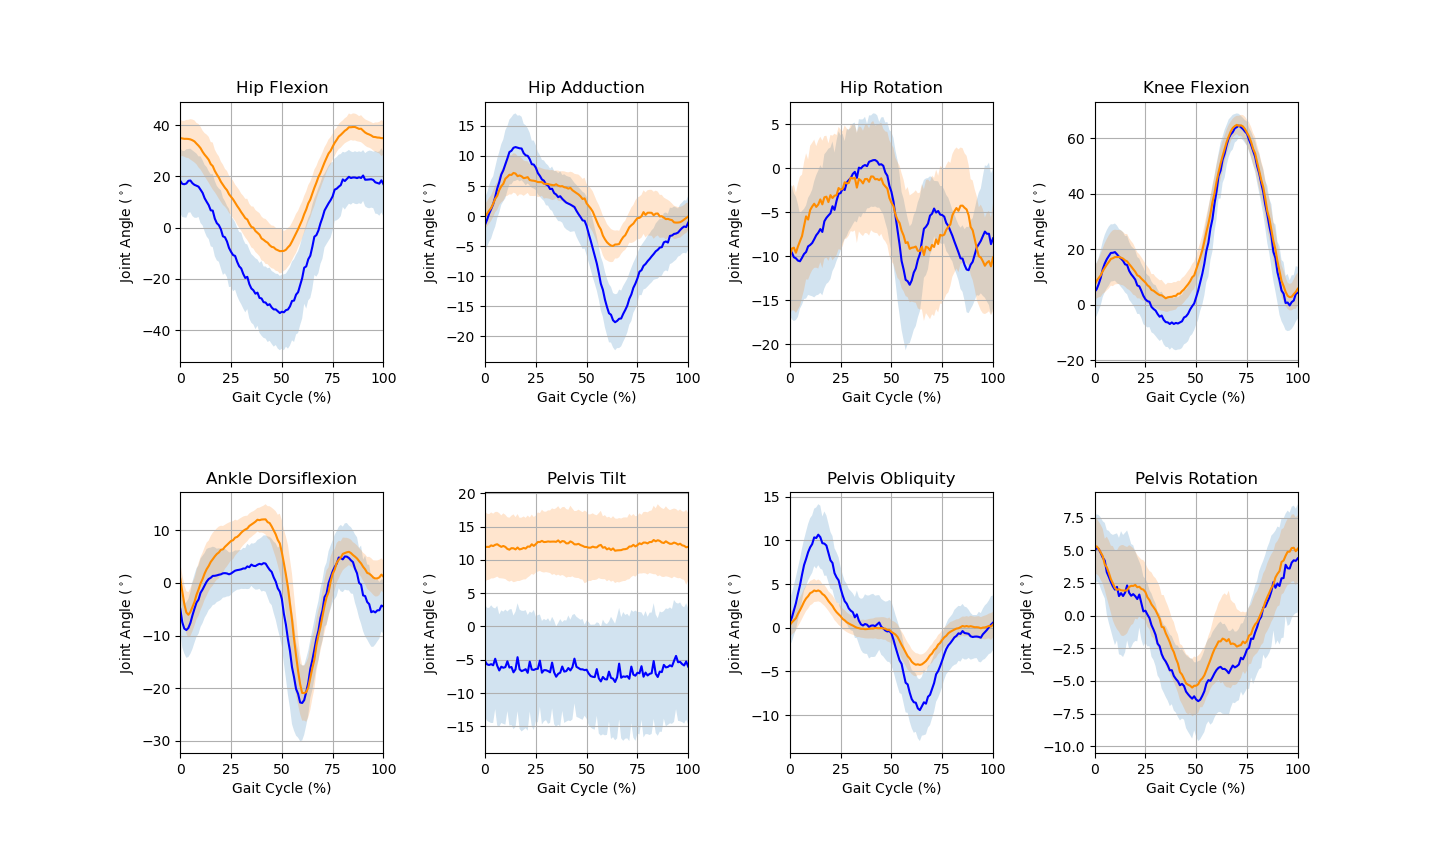 Hip Flexion
Joint Angle (°)
40
20
0
−20
−40
0 25 50 75 100
Gait Cycle (%)
Hip Adduction
Joint Angle (°)
15
10
5
0
−5
−10
−15
−20
0 25 50 75 100
Gait Cycle (%)
Hip Rotation
Joint Angle (°)
5
0
−5
−10
−15
−20
0 25 50 75 100
Gait Cycle (%)
Knee Flexion
Joint Angle (°)
60
40
20
0
−20
0 25 50 75 100
Gait Cycle (%)
Ankle Dorsiflexion
Joint Angle (°)
10
0
−10
−20
−30
0 25 50 75 100
Gait Cycle (%)
Pelvis Tilt
Joint Angle (°)
20
15
10
5
0
−5
−10
−15
0 25 50 75 100
Gait Cycle (%)
Pelvis Obliquity
Joint Angle (°)
15
10
5
0
−5
−10
0 25 50 75 100
Gait Cycle (%)
Pelvis Rotation
Joint Angle (°)
7.5
5.0
2.5
0.0
−2.5
−5.0
−7.5
−10.0
0 25 50 75 100
Gait Cycle (%)